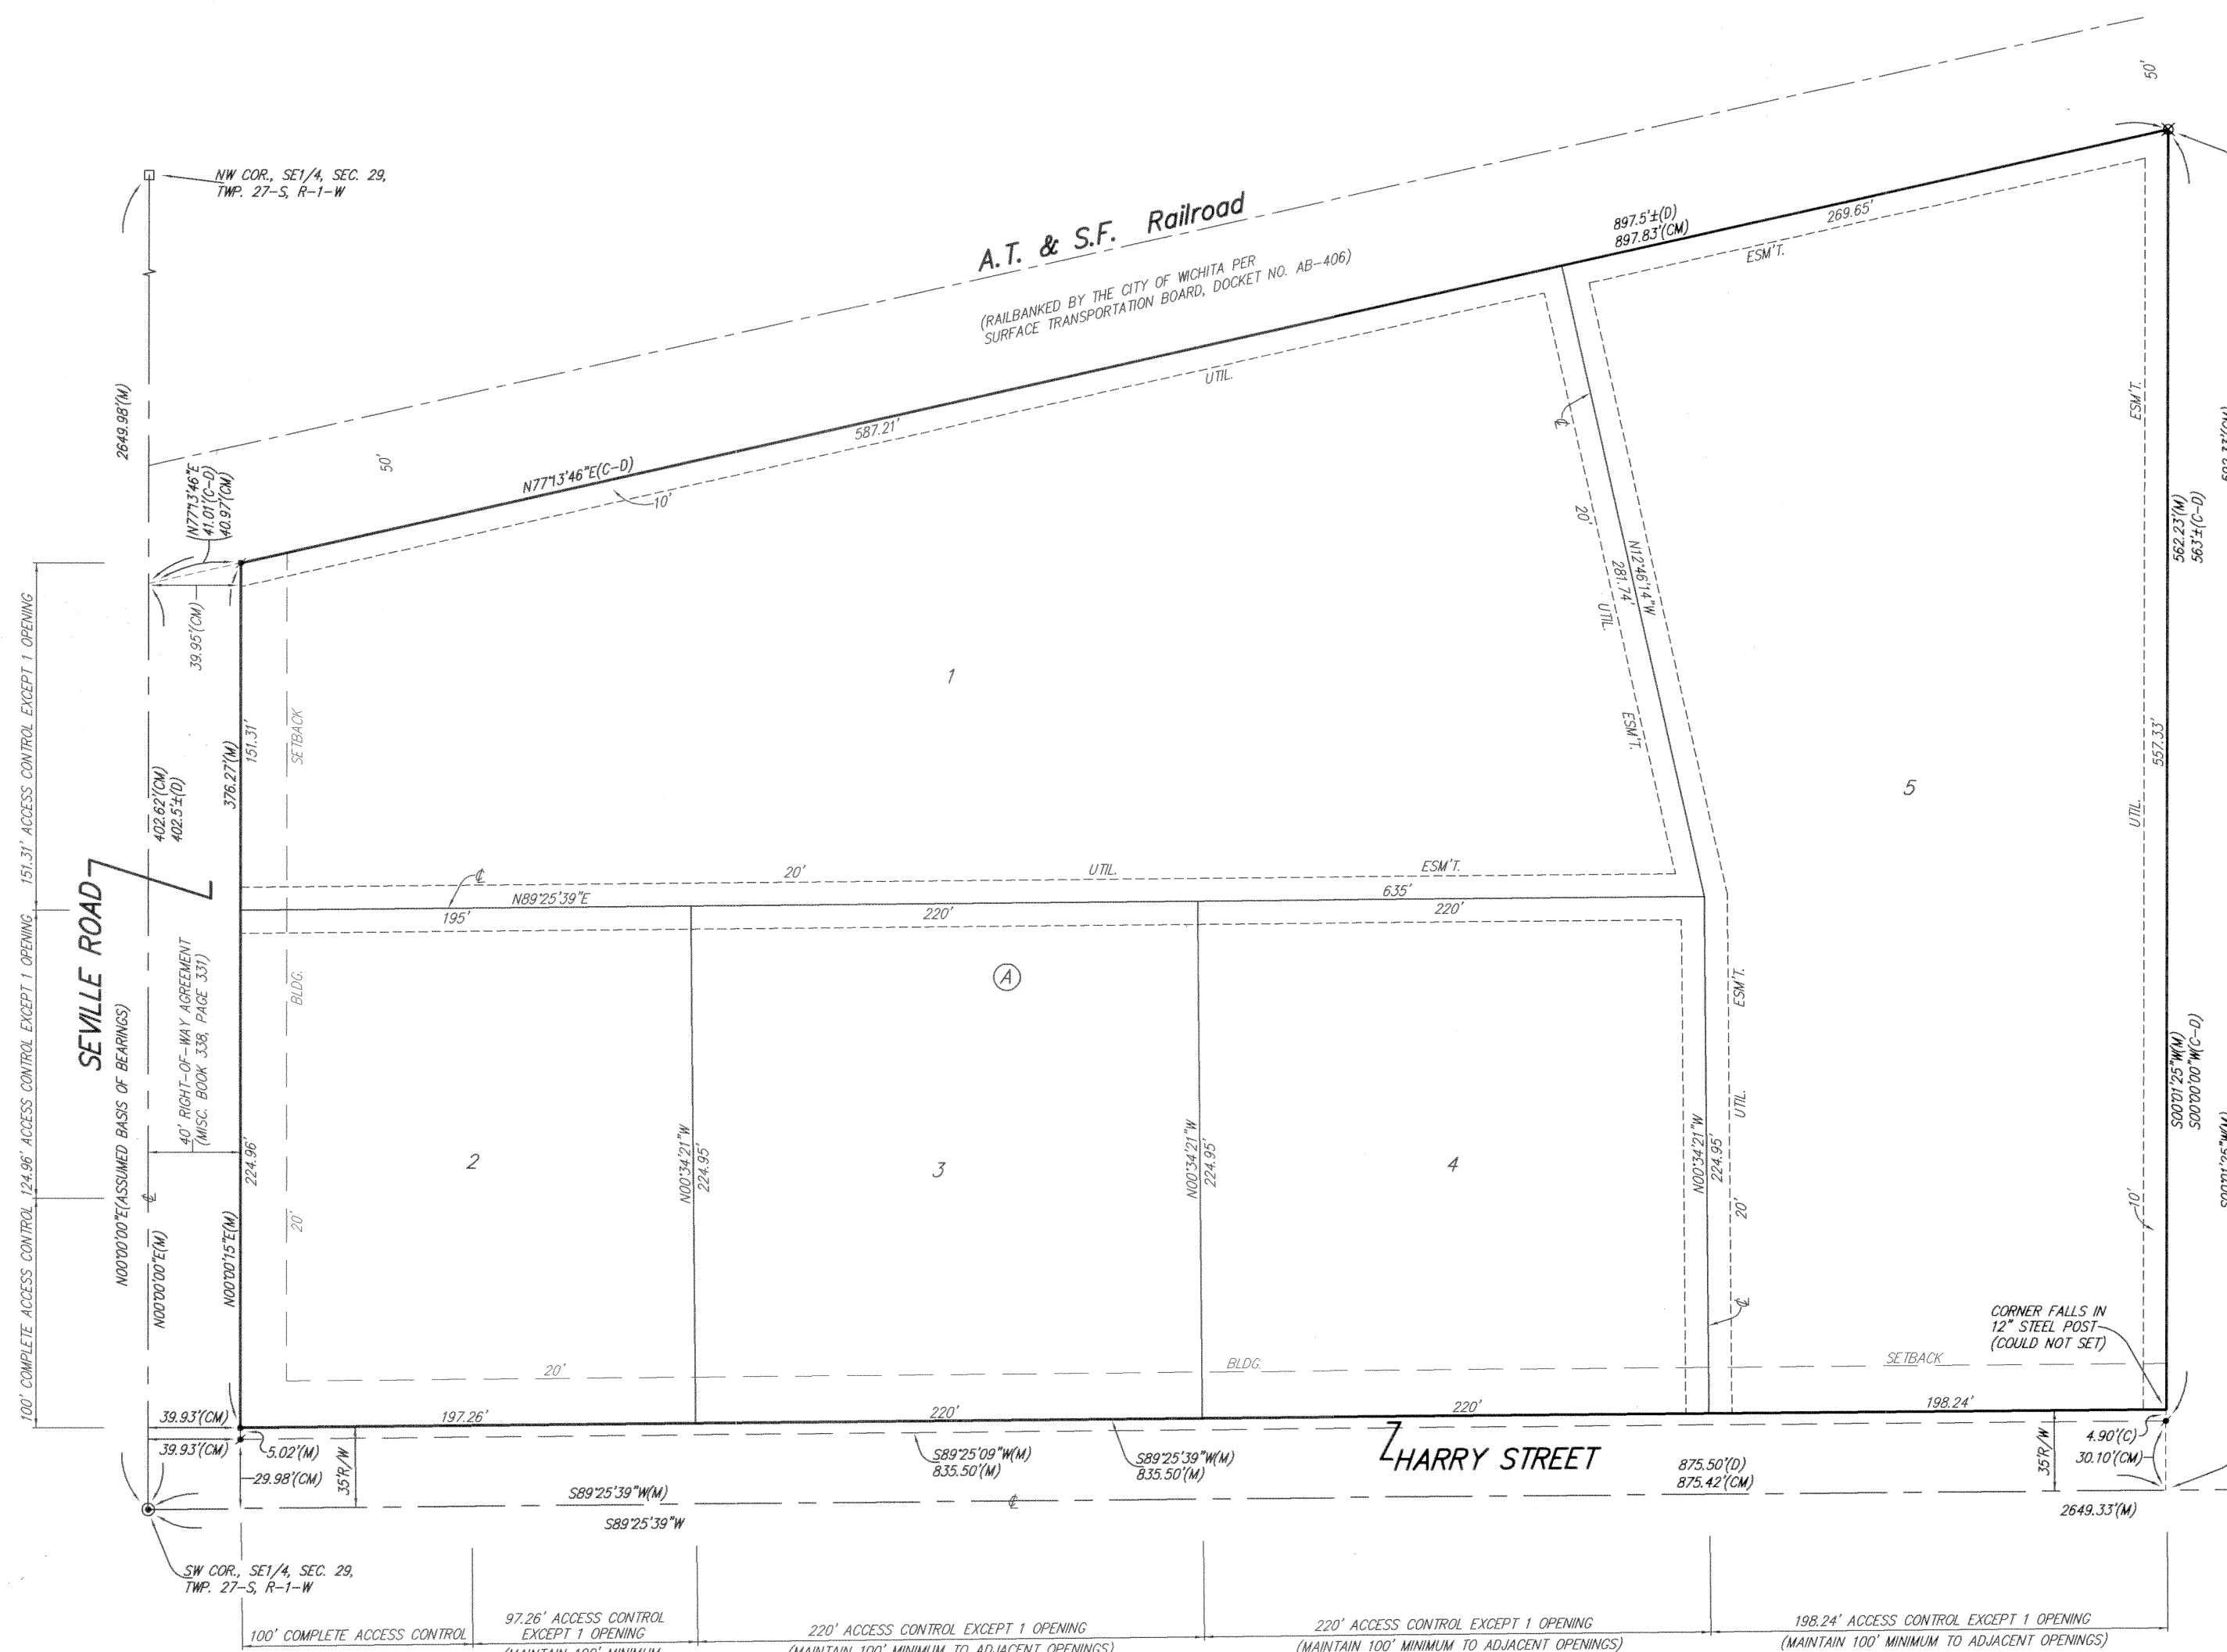 50'
NW COR., SE1/4, SEC. 29,
TWP. 27-S, R-1-W
A.T. & S.F. Railroad
(RAILBANKED BY THE CITY OF WICHITA PER
SURFACE TRANSPORTATION BOARD, DOCKET NO. AB-406)
897.5'±(D)
897.83'(CM)
269.65'
ESM'T.
UTIL.
2649.98'(M)
587.21'
50'
N77°13'46"E(C-D)
10'
N77°13'46"E
41.01'(C-D)
40.97'(CM)
39.95'(CM)
℄
20'
N12°46'14"W
281.74'
UTIL.
ESM'T.
ESM'T.
562.23'(M)
563'±(C-D)
557.33'
UTIL.
1
5
151.31' ACCESS CONTROL EXCEPT 1 OPENING
124.96' ACCESS CONTROL EXCEPT 1 OPENING
100' COMPLETE ACCESS CONTROL
SEVILLE ROAD
402.62'(CM)
402.5'±(D)
376.27'(M)
151.31'
SETBACK
℄
20'
UTIL.
ESM'T.
N89°25'39"E
635'
195'
220'
220'
N00°00'00"E(ASSUMED BASIS OF BEARINGS)
40' RIGHT-OF-WAY AGREEMENT
(MISC. BOOK 338, PAGE 331)
BLDG.
A
ESM'T.
UTIL.
20'
℄
224.96'
N00°00'00"E(M)
N00°00'15"E(M)
℄
20'
2
N00°34'21"W
224.95'
3
N00°34'21"W
224.95'
4
N00°34'21"W
224.95'
S00°01'25"W(M)
S00°00'00"W(C-D)
10'
CORNER FALLS IN
12" STEEL POST
(COULD NOT SET)
20'
BLDG.
SETBACK
39.93'(CM)
197.26'
220'
220'
198.24'
39.93'(CM)
5.02'(M)
29.98'(CM)
35'R/W
S89°25'09"W(M)
835.50'(M)
S89°25'39"W(M)
835.50'(M)
HARRY STREET
875.50'(D)
875.42'(CM)
35'R/W
4.90'(C)
30.10'(CM)
S89°25'39"W(M)
℄
S89°25'39"W
2649.33'(M)
SW COR., SE1/4, SEC. 29,
TWP. 27-S, R-1-W
100' COMPLETE ACCESS CONTROL
97.26' ACCESS CONTROL
EXCEPT 1 OPENING
(MAINTAIN 100' MINIMUM
220' ACCESS CONTROL EXCEPT 1 OPENING
(MAINTAIN 100' MINIMUM TO ADJACENT OPENINGS)
220' ACCESS CONTROL EXCEPT 1 OPENING
(MAINTAIN 100' MINIMUM TO ADJACENT OPENINGS)
198.24' ACCESS CONTROL EXCEPT 1 OPENING
(MAINTAIN 100' MINIMUM TO ADJACENT OPENINGS)